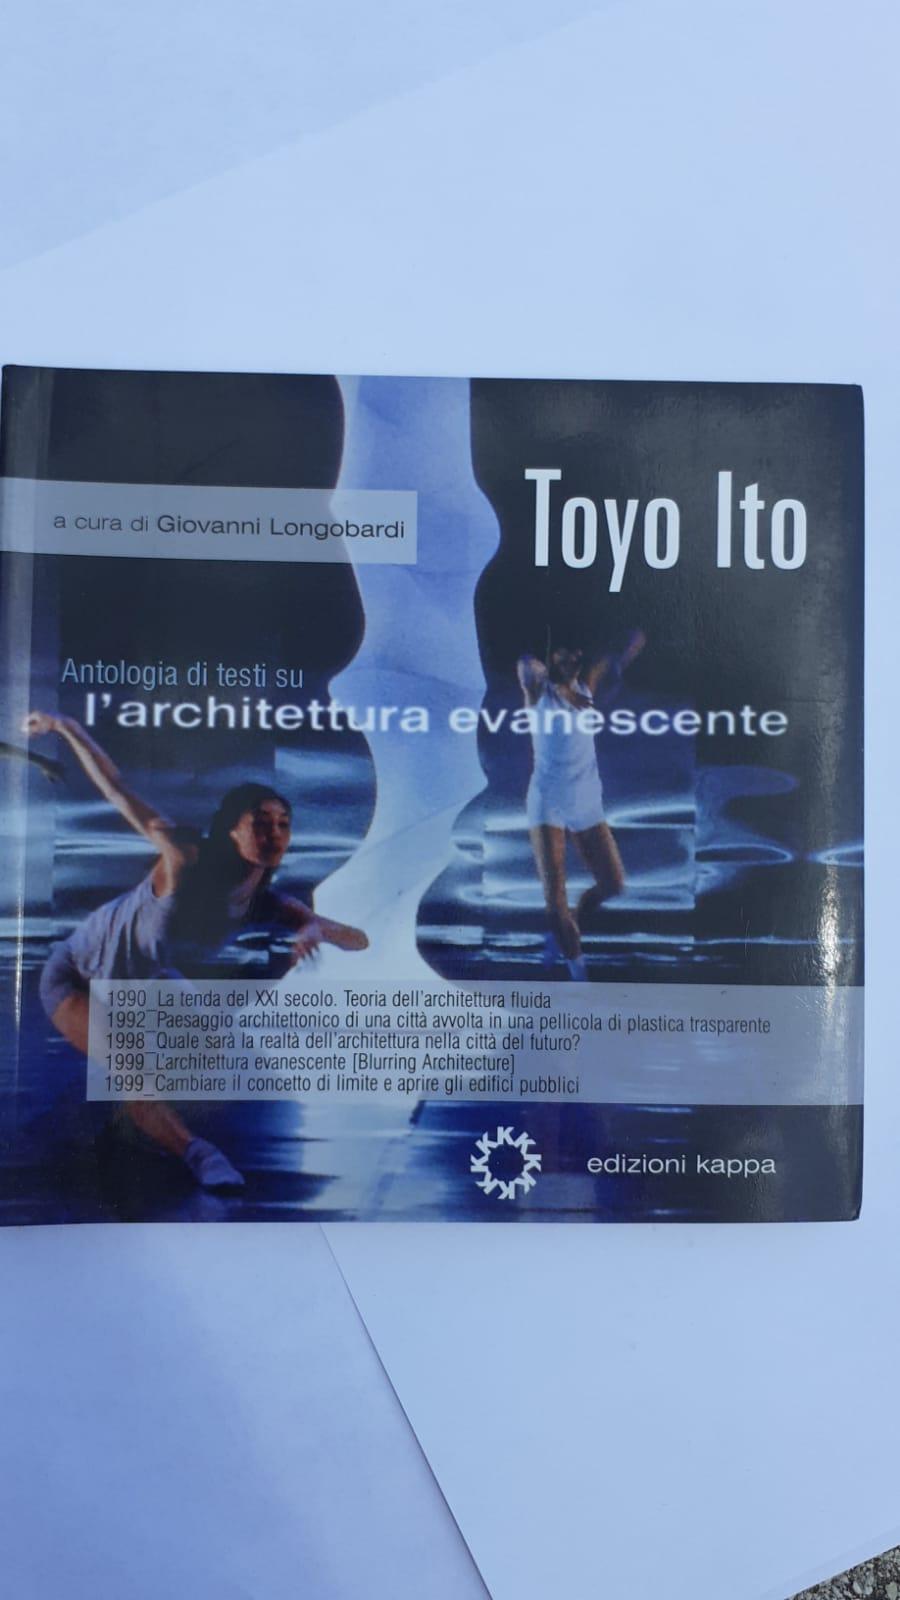 a cura di Giovanni Longobardi
Toyo Ito
Antologia di testi su
l'architettura evanescente
1990_La tenda del XXI secolo. Teoria dell'architettura fluida
1992_Paesaggio architettonico di una città avvolta in una pellicola di plastica trasparente
1998_Quale sarà la realtà dell'architettura nella città del futuro?
1999_L'architettura evanescente [Blurring Architecture]
1999_Cambiare il concetto di limite e aprire gli edifici pubblici
KKKKKKKKK
edizioni kappa